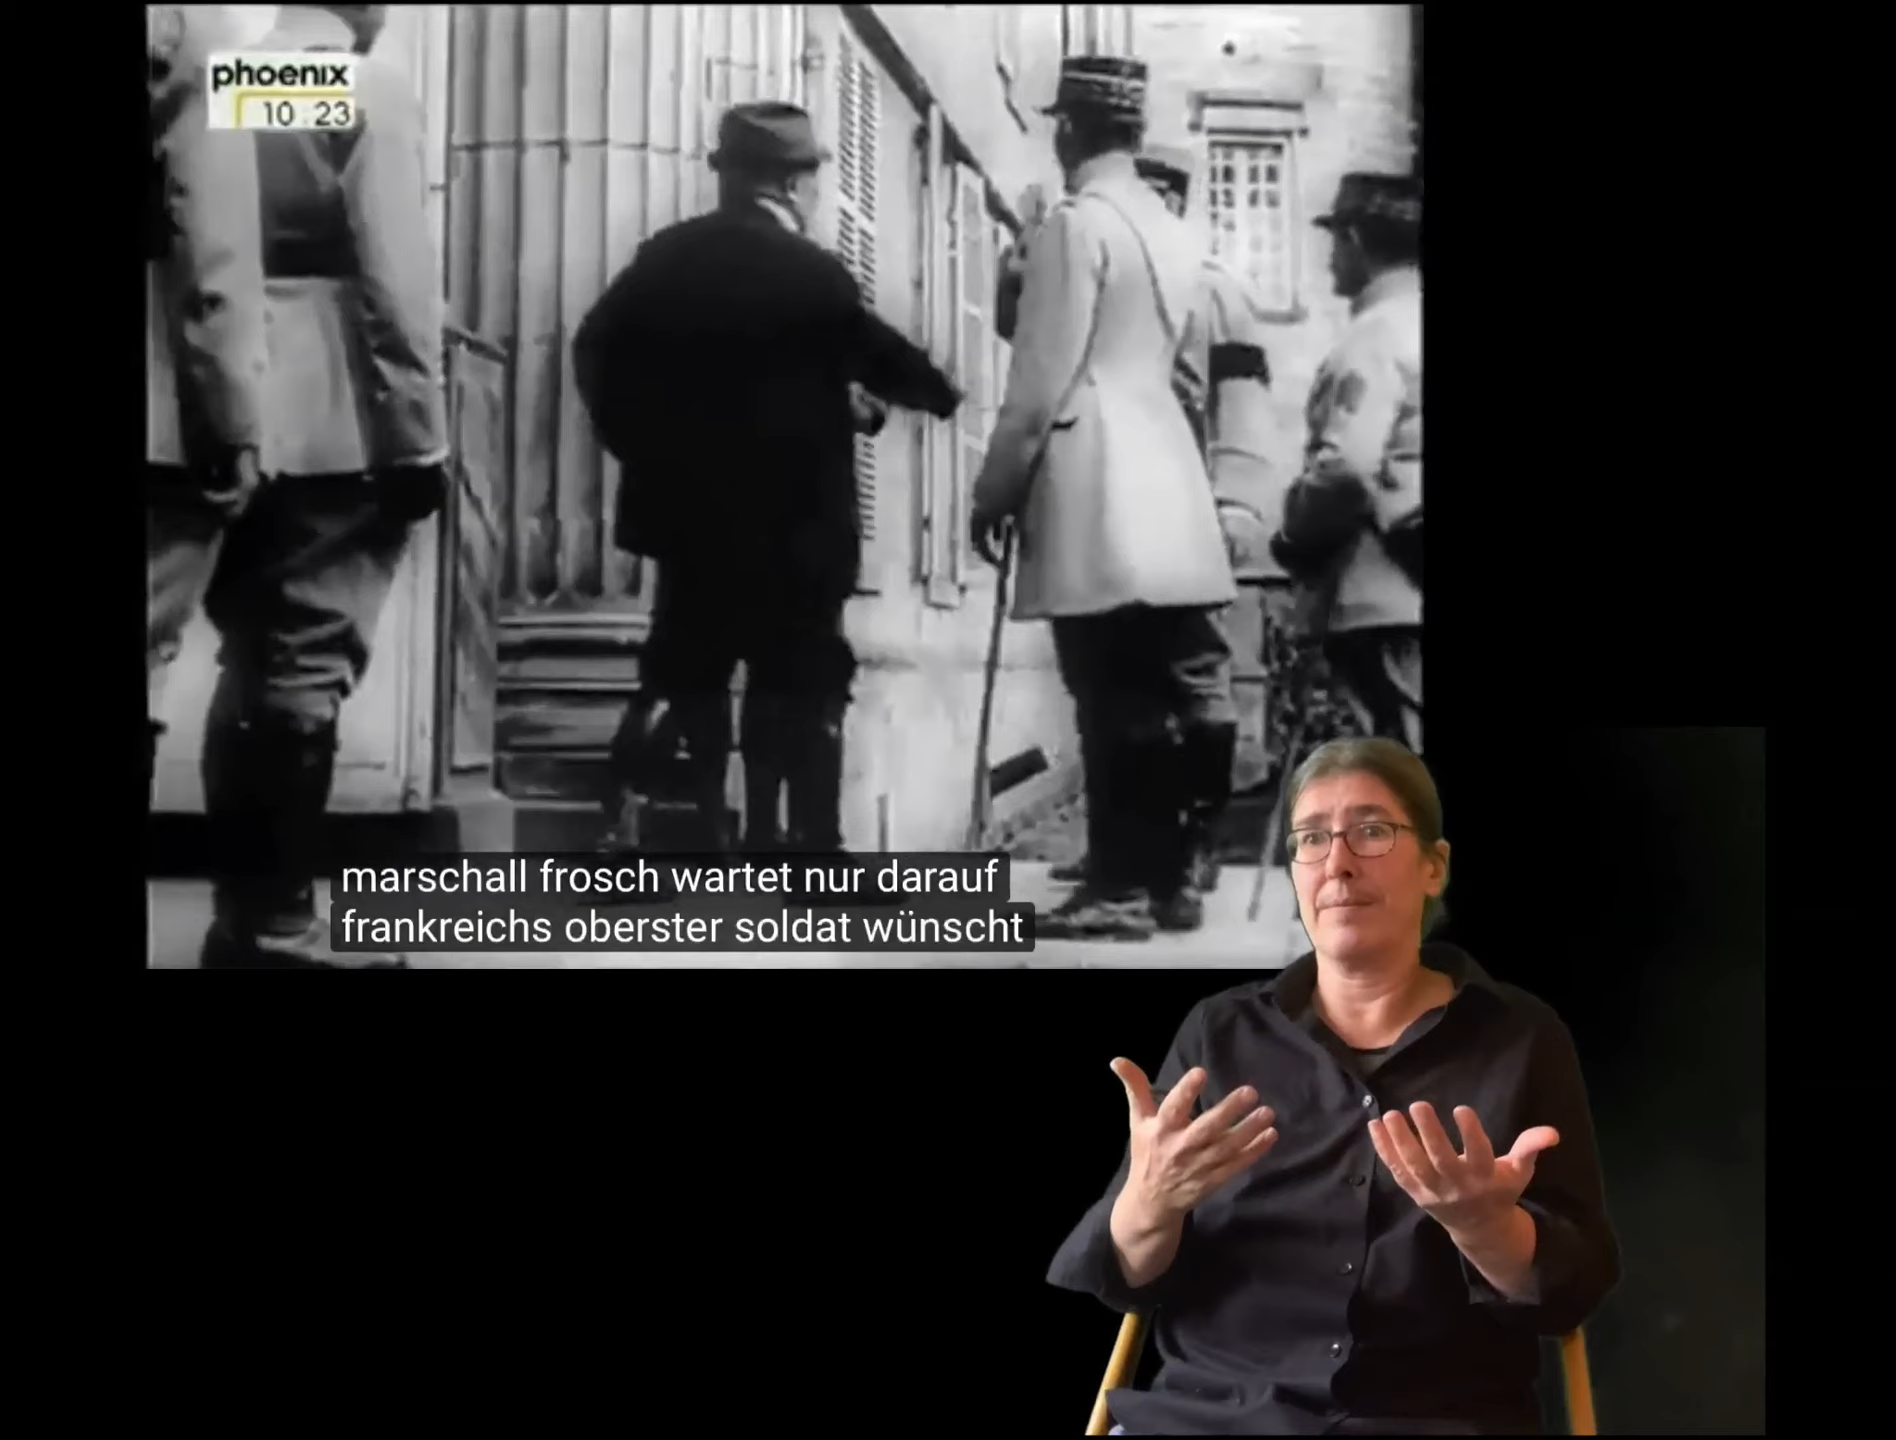 phoenix
10:23
marschall frosch wartet nur darauf
frankreichs oberster soldat wünscht